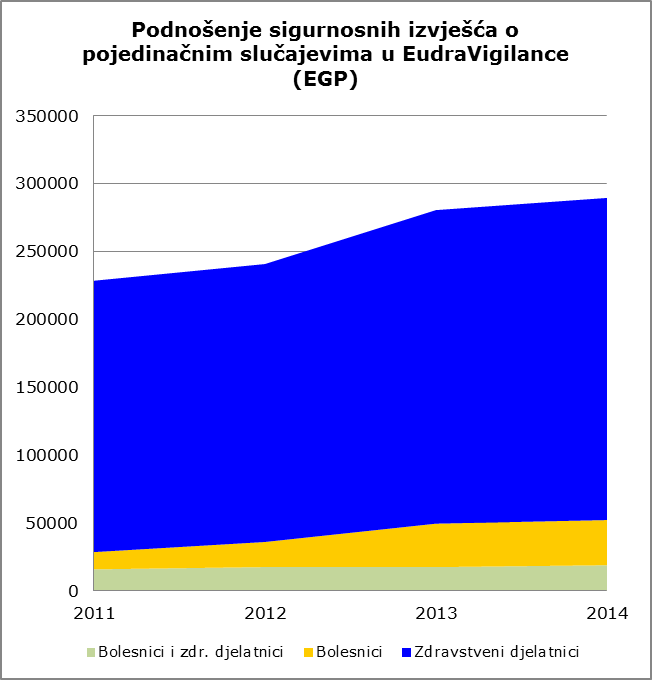 Podnošenje sigurnosnih izvješća o
pojedinačnim slučajevima u EudraVigilance
(EGP)
350000
300000
250000
200000
150000
100000
50000
0
2011 2012 2013 2014
Bolesnici i zdr. djelatnici Bolesnici Zdravstveni djelatnici